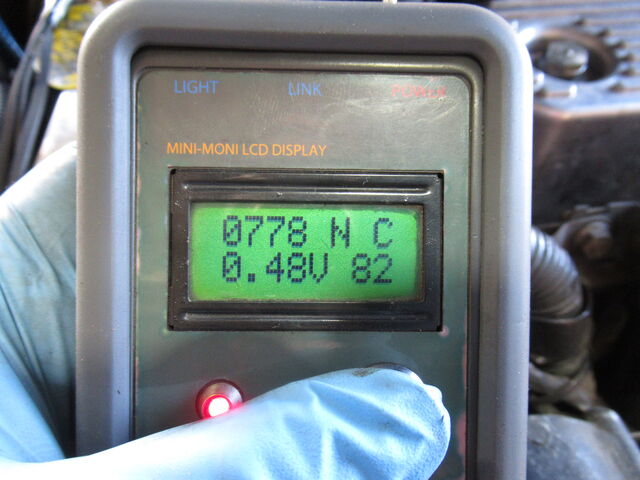 LIGHT LINK POWER
MINI-MONI LCD DISPLAY
0778 N C
0.48V 82